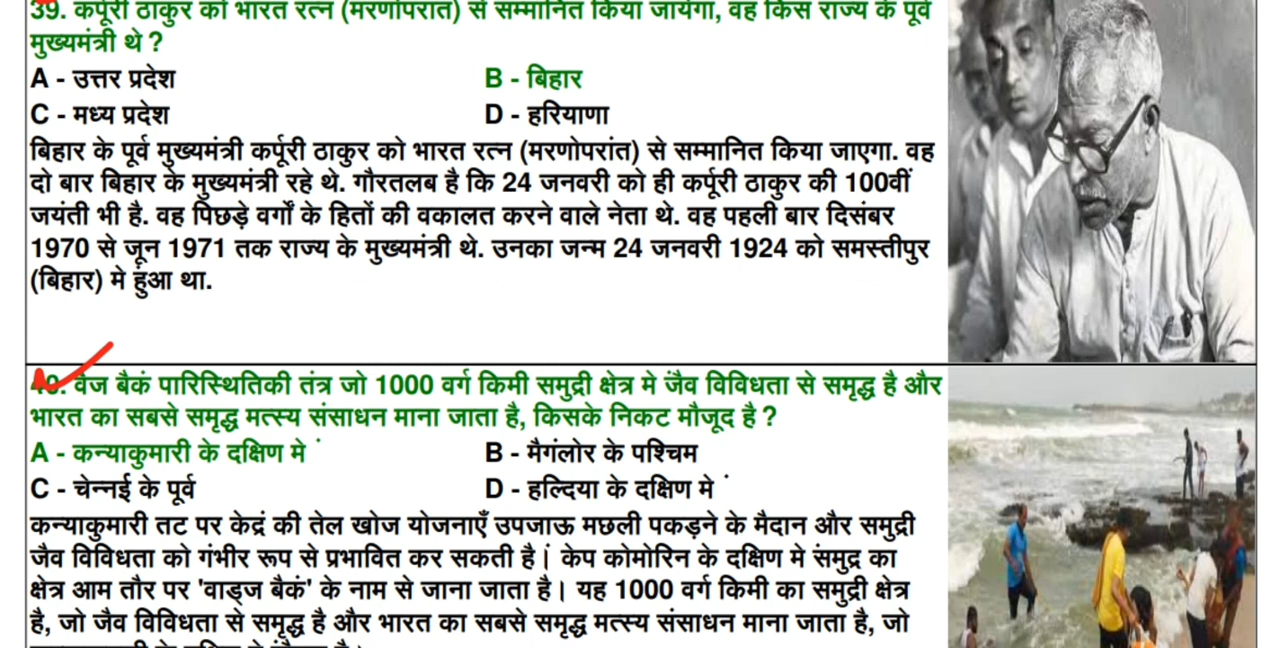 39. कर्पूरी ठाकुर को भारत रत्न (मरणोपरांत) से सम्मानित किया जायेगा, वह किस राज्य के पूर्व
मुख्यमंत्री थे ?
A - उत्तर प्रदेश B - बिहार
C - मध्य प्रदेश D - हरियाणा
बिहार के पूर्व मुख्यमंत्री कर्पूरी ठाकुर को भारत रत्न (मरणोपरांत) से सम्मानित किया जाएगा. वह
दो बार बिहार के मुख्यमंत्री रहे थे. गौरतलब है कि 24 जनवरी को ही कर्पूरी ठाकुर की 100वीं
जयंती भी है. वह पिछड़े वर्गों के हितों की वकालत करने वाले नेता थे. वह पहली बार दिसंबर
1970 से जून 1971 तक राज्य के मुख्यमंत्री थे. उनका जन्म 24 जनवरी 1924 को समस्तीपुर
(बिहार) मे हुंआ था.
40. वैज बैकं पारिस्थितिकी तंत्र जो 1000 वर्ग किमी समुद्री क्षेत्र मे जैंव विविधता से समृद्ध है और
भारत का सबसे समृद्ध मत्स्य संसाधन माना जाता है, किसके निकट मौजूद है ?
A - कन्याकुमारी के दक्षिण मे ं B - मैगंलोर के पश्चिम
C - चेन्नई के पूर्व D - हल्दिया के दक्षिण मे ं
कन्याकुमारी तट पर केद्रं की तेल खोज योजनाएँ उपजाऊ मछली पकड़ने के मैदान और समुद्री
जैव विविधता को गंभीर रूप से प्रभावित कर सकती है। ं केप कोमोरिन के दक्षिण मे संमुद्र का
क्षेत्र आम तौर पर 'वाड्ज बैकं' के नाम से जाना जाता है। यह 1000 वर्ग किमी का समुद्री क्षेत्र
है, जो जैव विविधता से समृद्ध है और भारत का सबसे समृद्ध मत्स्य संसाधन माना जाता है, जो